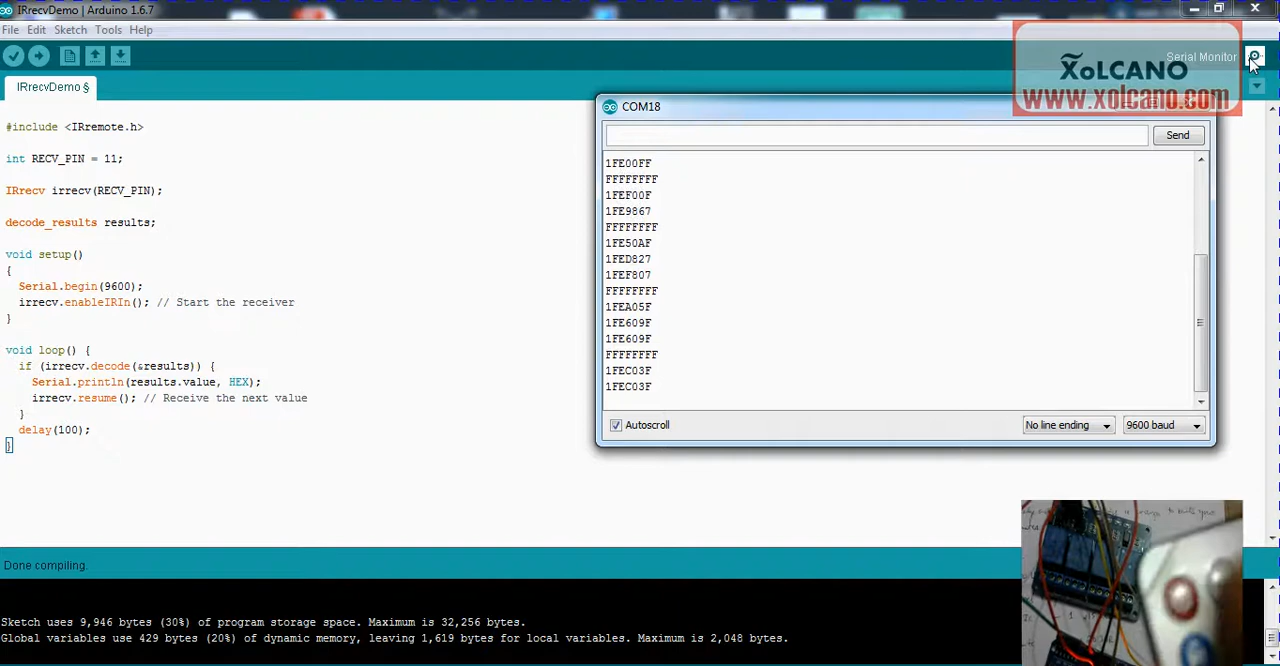 IRrecvDemo | Arduino 1.6.7
File Edit Sketch Tools Help
Serial Monitor
XOLCANO
www.xolcano.com
IRrecvDemo §
#include <IRremote.h>
int RECV_PIN = 11;
IRrecv irrecv(RECV_PIN);
decode_results results;
void setup()
{
Serial.begin(9600);
irrecv.enableIRIn(); // Start the receiver
}
void loop() {
if (irrecv.decode(&results)) {
Serial.println(results.value, HEX);
irrecv.resume(); // Receive the next value
}
delay(100);
}
COM18
Send
1FE00FF
FFFFFFFF
1FEF00F
1FE9867
FFFFFFFF
1FE50AF
1FED827
1FEF807
FFFFFFFF
1FEA05F
1FE609F
1FE609F
FFFFFFFF
1FEC03F
1FEC03F
Autoscroll
No line ending
9600 baud
Done compiling.
Sketch uses 9,946 bytes (30%) of program storage space. Maximum is 32,256 bytes.
Global variables use 429 bytes (20%) of dynamic memory, leaving 1,619 bytes for local variables. Maximum is 2,048 bytes.